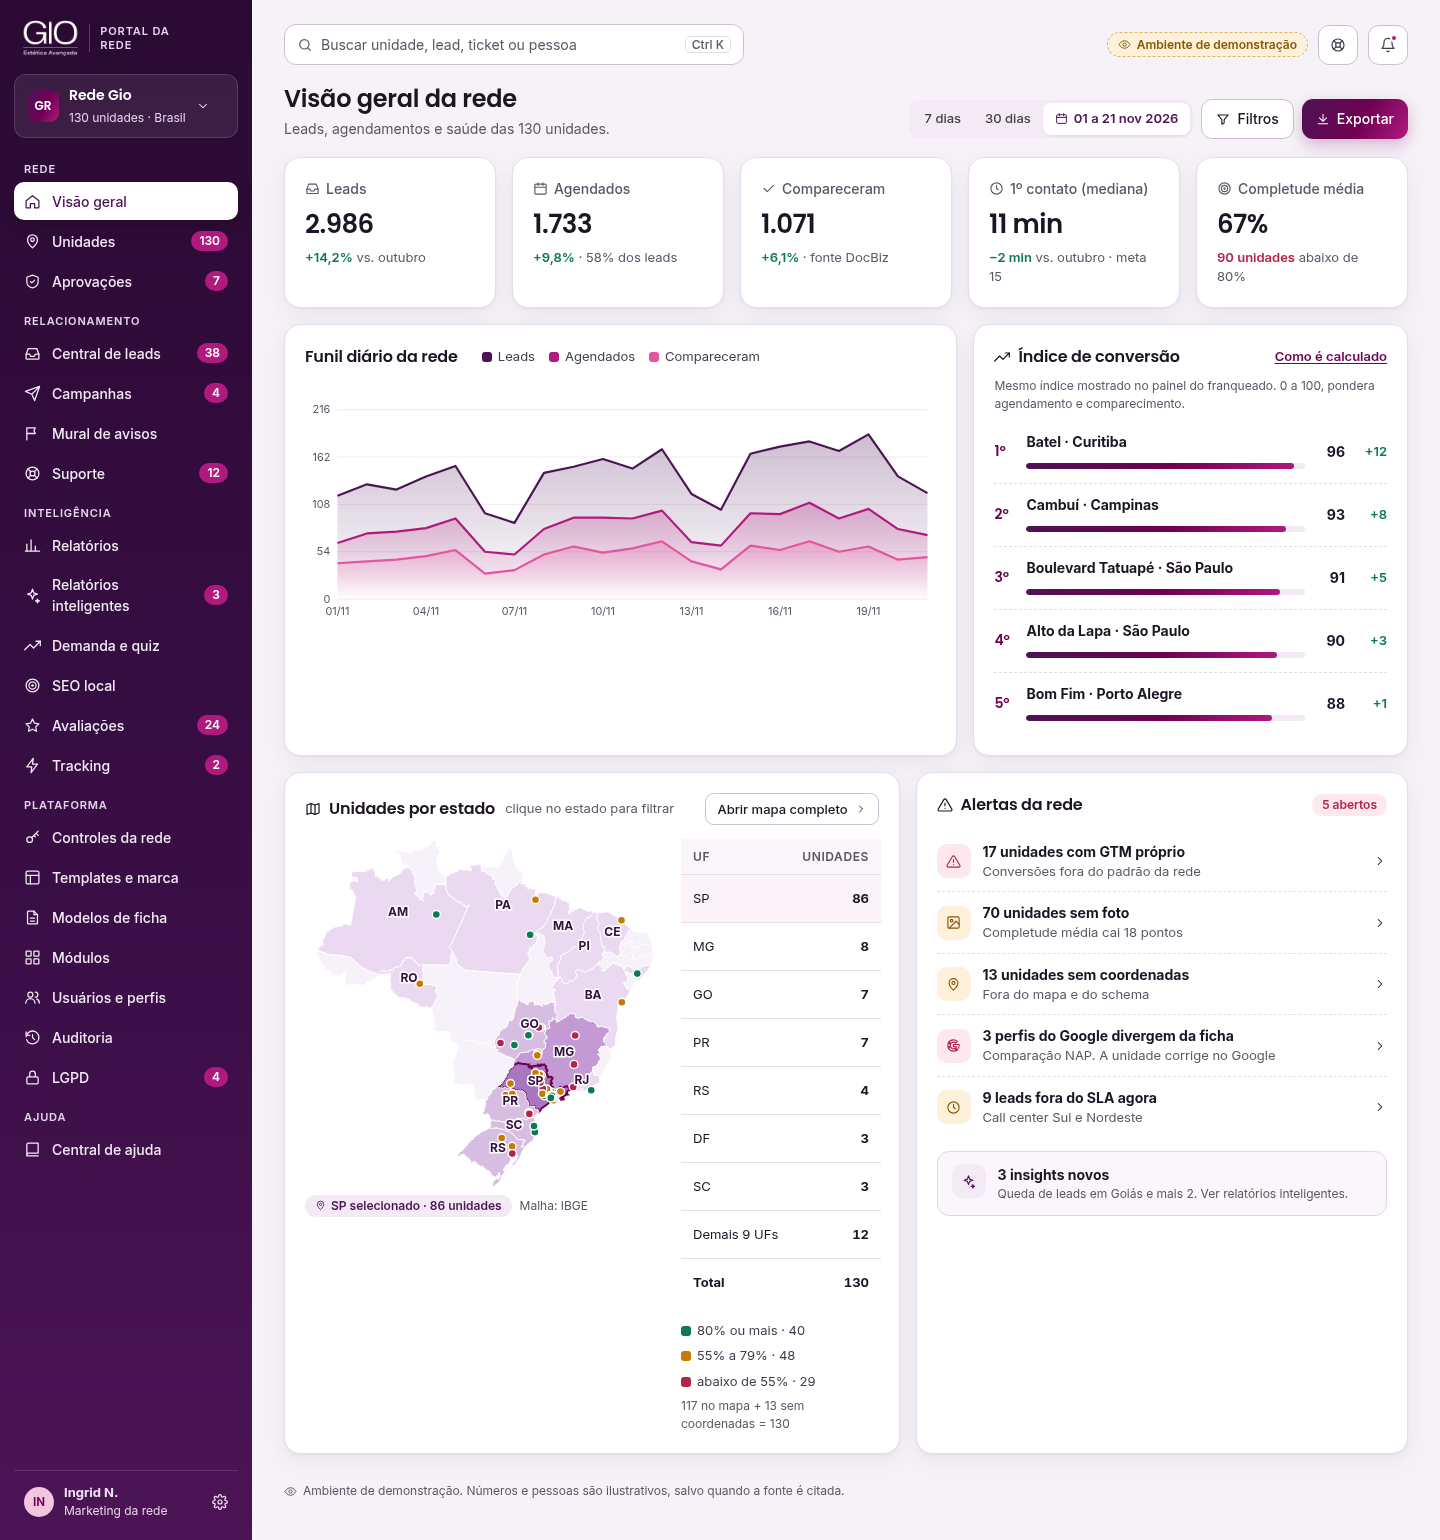 GIO
Estética Avançada
PORTAL DA
REDE
GR
Rede Gio
130 unidades · Brasil
REDE
Visão geral
Unidades 130
Aprovações 7
RELACIONAMENTO
Central de leads 38
Campanhas 4
Mural de avisos
Suporte 12
INTELIGÊNCIA
Relatórios
Relatórios
inteligentes 3
Demanda e quiz
SEO local
Avaliações 24
Tracking 2
PLATAFORMA
Controles da rede
Templates e marca
Modelos de ficha
Módulos
Usuários e perfis
Auditoria
LGPD 4
AJUDA
Central de ajuda
IN
Ingrid N.
Marketing da rede
Buscar unidade, lead, ticket ou pessoa Ctrl K
Ambiente de demonstração
Visão geral da rede
Leads, agendamentos e saúde das 130 unidades.
7 dias 30 dias 01 a 21 nov 2026 Filtros Exportar
Leads
2.986
+14,2% vs. outubro
Agendados
1.733
+9,8% · 58% dos leads
Compareceram
1.071
+6,1% · fonte DocBiz
1º contato (mediana)
11 min
−2 min vs. outubro · meta
15
Completude média
67%
90 unidades abaixo de
80%
Funil diário da rede Leads Agendados Compareceram
216
162
108
54
0
01/11 04/11 07/11 10/11 13/11 16/11 19/11
Índice de conversão Como é calculado
Mesmo índice mostrado no painel do franqueado. 0 a 100, pondera
agendamento e comparecimento.
1º Batel · Curitiba 96 +12
2º Cambuí · Campinas 93 +8
3º Boulevard Tatuapé · São Paulo 91 +5
4º Alto da Lapa · São Paulo 90 +3
5º Bom Fim · Porto Alegre 88 +1
Unidades por estado clique no estado para filtrar Abrir mapa completo
AM
PA
MA
CE
PI
RO
BA
GO
MG
SP
RJ
PR
SC
RS
SP selecionado · 86 unidades Malha: IBGE
UF UNIDADES
SP 86
MG 8
GO 7
PR 7
RS 4
DF 3
SC 3
Demais 9 UFs 12
Total 130
80% ou mais · 40
55% a 79% · 48
abaixo de 55% · 29
117 no mapa + 13 sem
coordenadas = 130
Alertas da rede 5 abertos
17 unidades com GTM próprio
Conversões fora do padrão da rede
70 unidades sem foto
Completude média cai 18 pontos
13 unidades sem coordenadas
Fora do mapa e do schema
3 perfis do Google divergem da ficha
Comparação NAP. A unidade corrige no Google
9 leads fora do SLA agora
Call center Sul e Nordeste
3 insights novos
Queda de leads em Goiás e mais 2. Ver relatórios inteligentes.
Ambiente de demonstração. Números e pessoas são ilustrativos, salvo quando a fonte é citada.